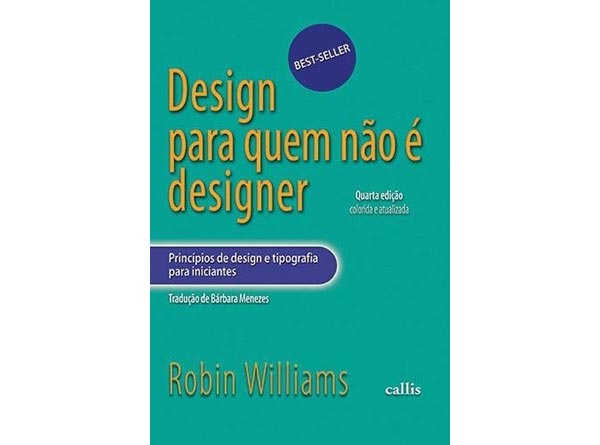 BEST-SELLER
Design
para quem não é
designer
Quarta edição
colorida e atualizada
Princípios de design e tipografia
para iniciantes
Tradução de Bárbara Menezes
Robin Williams
callis